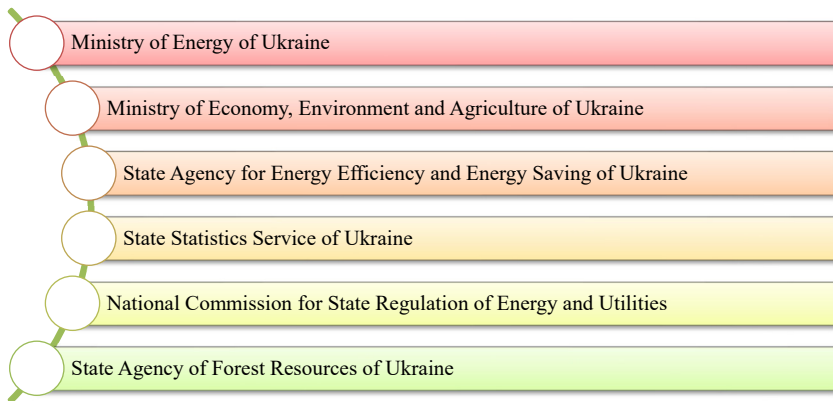 Ministry of Energy of Ukraine
Ministry of Economy, Environment and Agriculture of Ukraine
State Agency for Energy Efficiency and Energy Saving of Ukraine
State Statistics Service of Ukraine
National Commission for State Regulation of Energy and Utilities
State Agency of Forest Resources of Ukraine